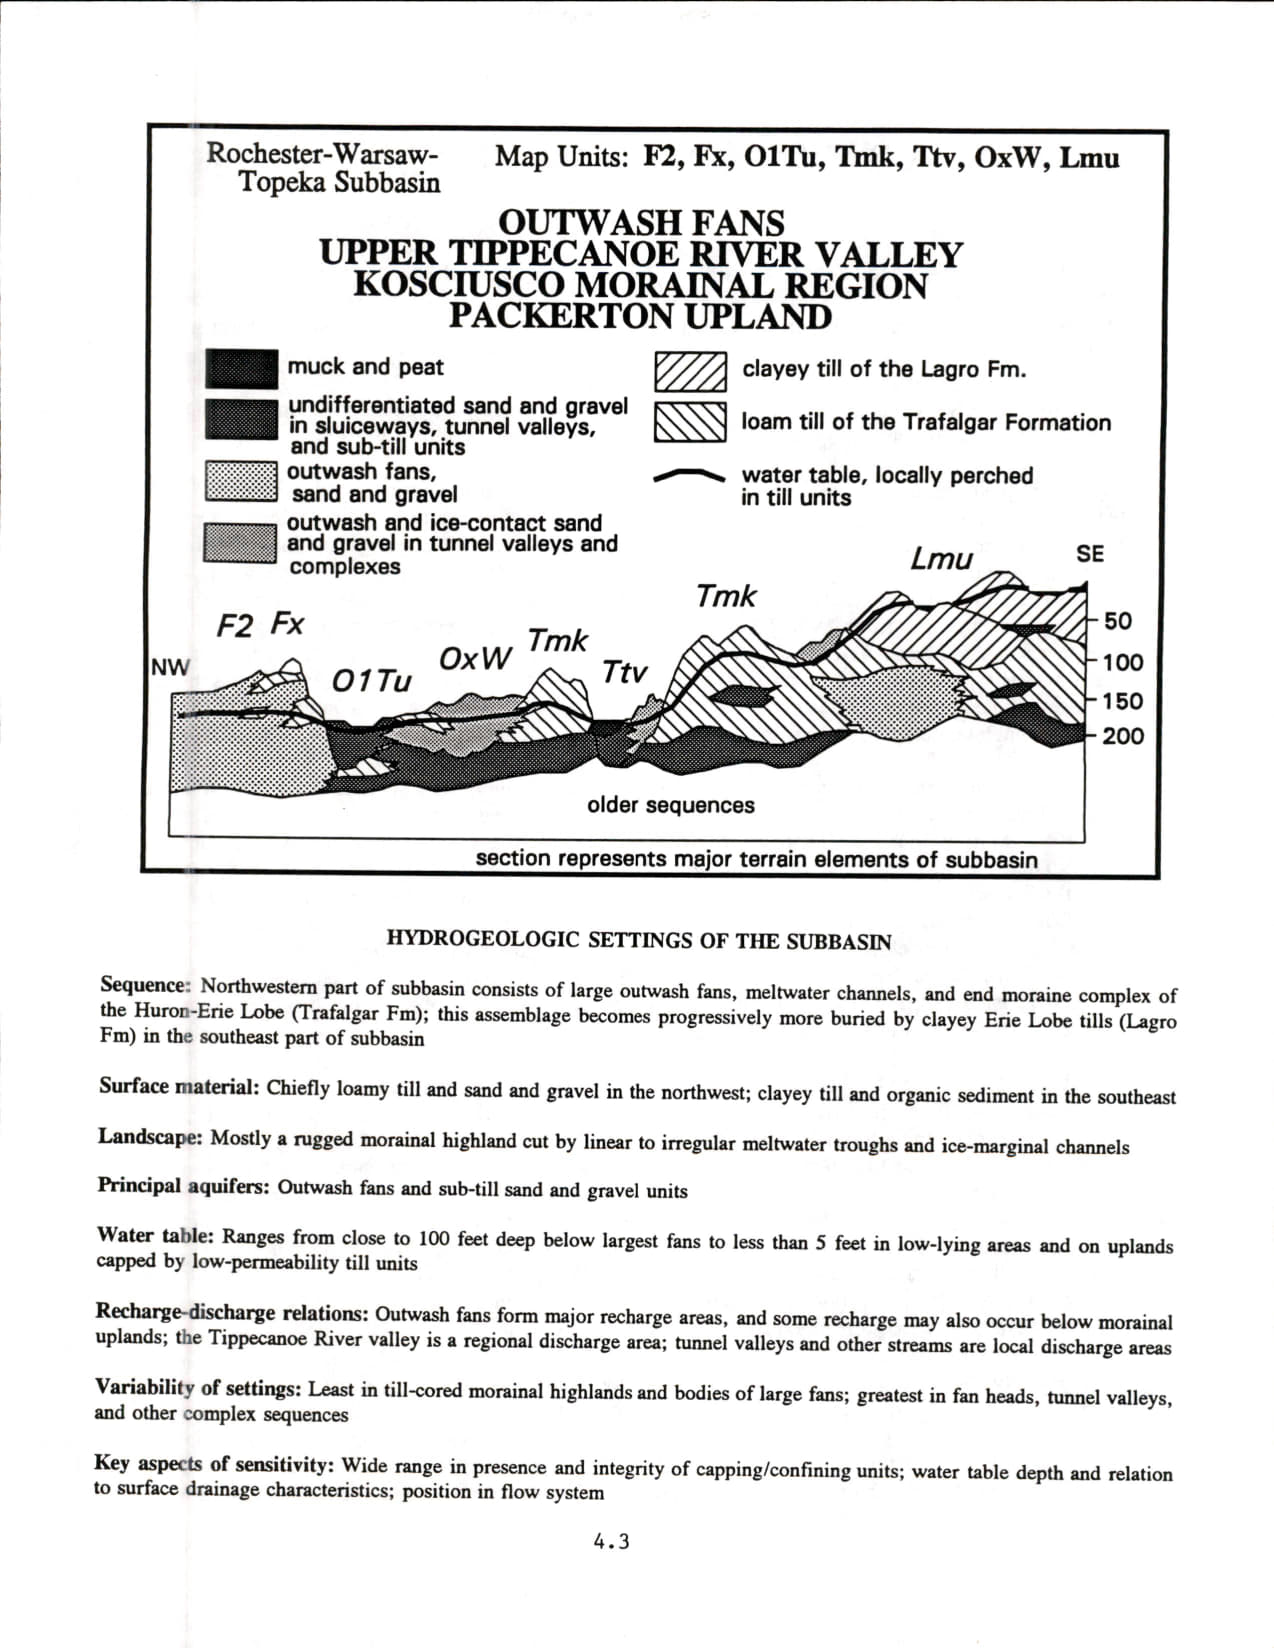 Rochester-Warsaw-
Topeka Subbasin
Map Units: F2, Fx, O1Tu, Tmk, Ttv, OxW, Lmu
OUTWASH FANS
UPPER TIPPECANOE RIVER VALLEY
KOSCIUSCO MORAINAL REGION
PACKERTON UPLAND
muck and peat
undifferentiated sand and gravel
in sluiceways, tunnel valleys,
and sub-till units
outwash fans,
sand and gravel
outwash and ice-contact sand
and gravel in tunnel valleys and
complexes
clayey till of the Lagro Fm.
loam till of the Trafalgar Formation
water table, locally perched
in till units
NW
F2 Fx
O1Tu
OxW
Tmk
Ttv
Tmk
Lmu
SE
50
100
150
200
older sequences
section represents major terrain elements of subbasin
HYDROGEOLOGIC SETTINGS OF THE SUBBASIN
Sequence: Northwestern part of subbasin consists of large outwash fans, meltwater channels, and end moraine complex of
the Huron-Erie Lobe (Trafalgar Fm); this assemblage becomes progressively more buried by clayey Erie Lobe tills (Lagro
Fm) in the southeast part of subbasin
Surface material: Chiefly loamy till and sand and gravel in the northwest; clayey till and organic sediment in the southeast
Landscape: Mostly a rugged morainal highland cut by linear to irregular meltwater troughs and ice-marginal channels
Principal aquifers: Outwash fans and sub-till sand and gravel units
Water table: Ranges from close to 100 feet deep below largest fans to less than 5 feet in low-lying areas and on uplands
capped by low-permeability till units
Recharge-discharge relations: Outwash fans form major recharge areas, and some recharge may also occur below morainal
uplands; the Tippecanoe River valley is a regional discharge area; tunnel valleys and other streams are local discharge areas
Variability of settings: Least in till-cored morainal highlands and bodies of large fans; greatest in fan heads, tunnel valleys,
and other complex sequences
Key aspects of sensitivity: Wide range in presence and integrity of capping/confining units; water table depth and relation
to surface drainage characteristics; position in flow system
4.3